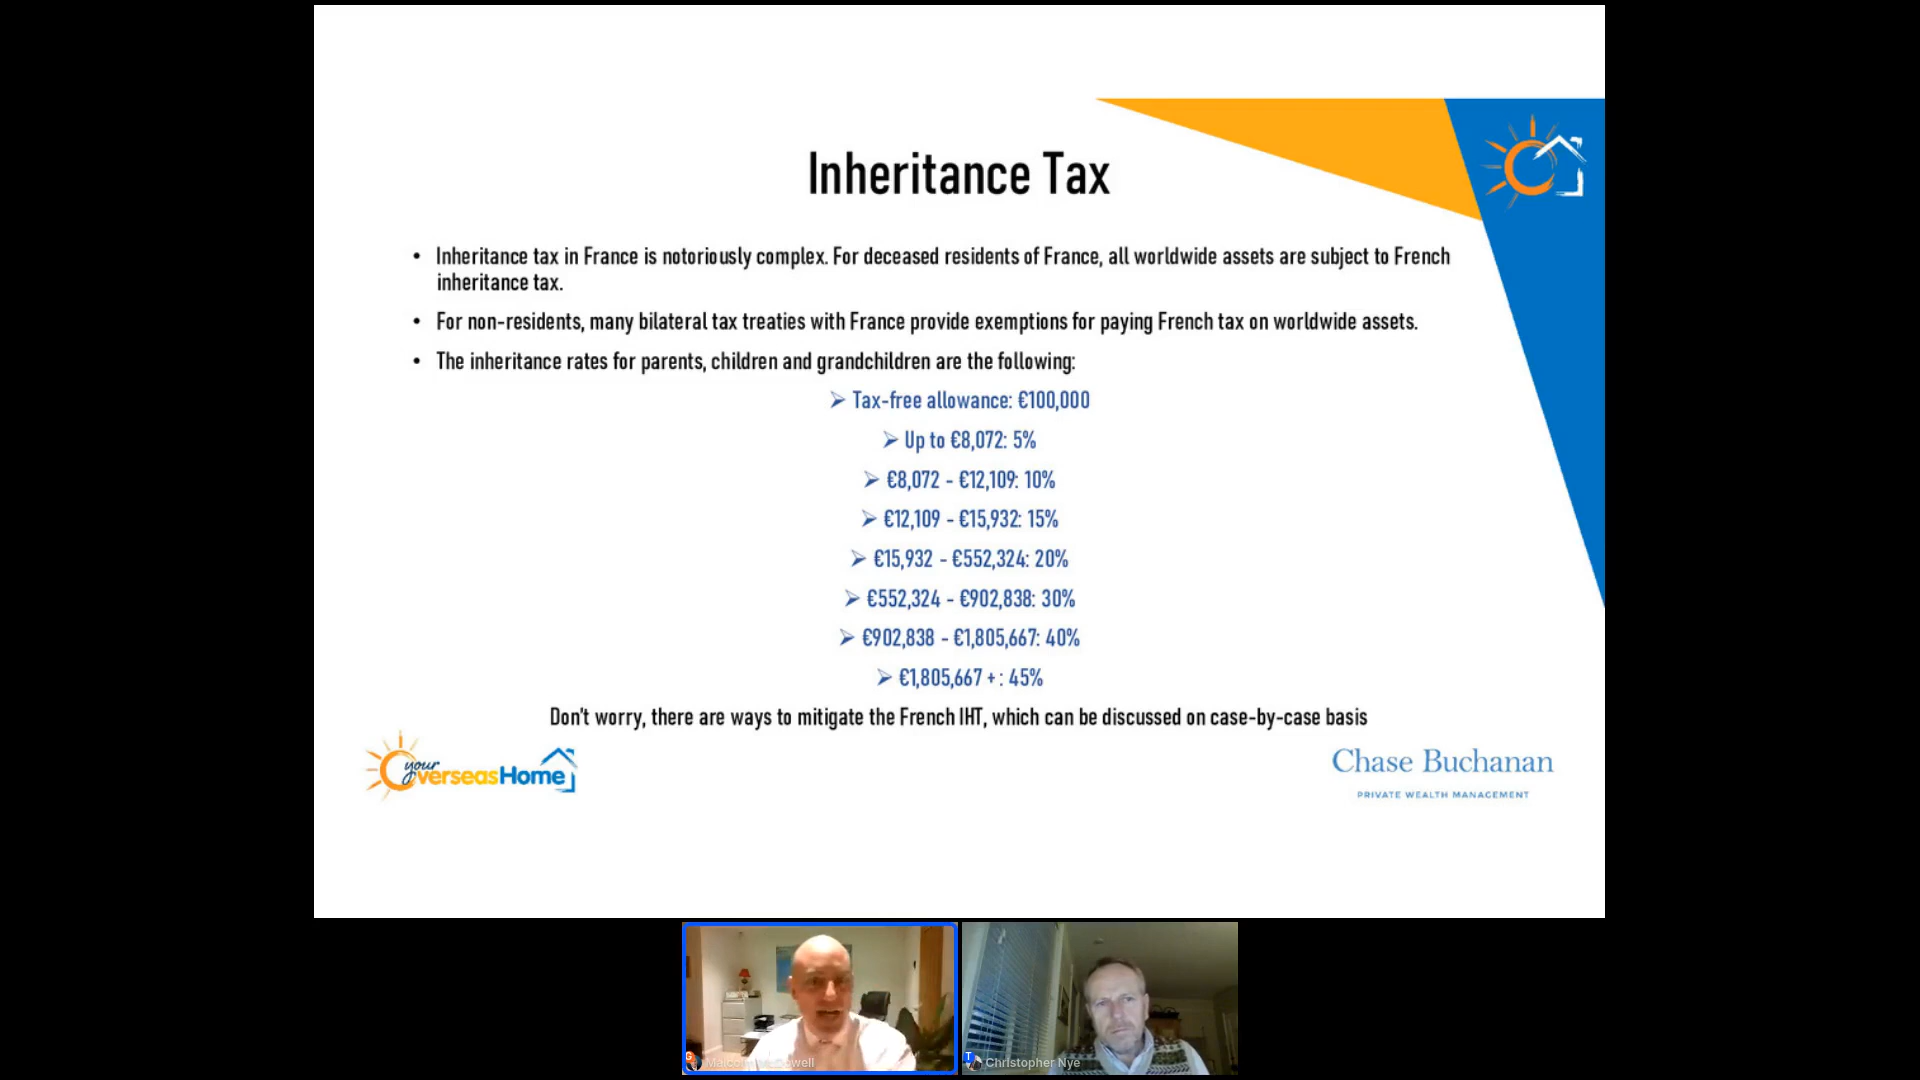 Inheritance Tax
• Inheritance tax in France is notoriously complex. For deceased residents of France, all worldwide assets are subject to French
inheritance tax.
• For non-residents, many bilateral tax treaties with France provide exemptions for paying French tax on worldwide assets.
• The inheritance rates for parents, children and grandchildren are the following:
➢ Tax-free allowance: €100,000
➢ Up to €8,072: 5%
➢ €8,072 - €12,109: 10%
➢ €12,109 - €15,932: 15%
➢ €15,932 - €552,324: 20%
➢ €552,324 - €902,838: 30%
➢ €902,838 - €1,805,667: 40%
➢ €1,805,667 + : 45%
Don't worry, there are ways to mitigate the French IHT, which can be discussed on case-by-case basis
your OverseasHome
Chase Buchanan
PRIVATE WEALTH MANAGEMENT
Christopher Nye